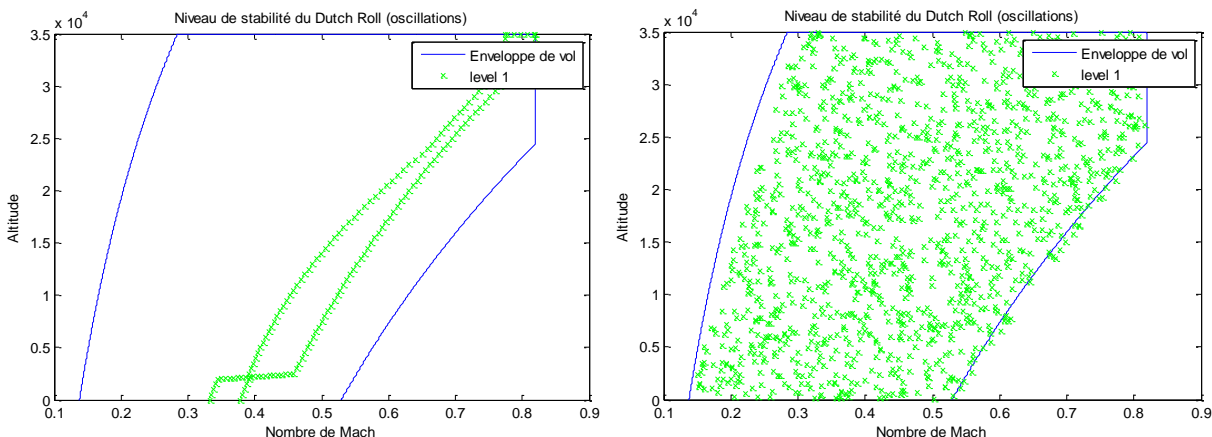 Niveau de stabilité du Dutch Roll (oscillations)
x 10⁴
3.5
3
2.5
2
1.5
1
0.5
0
Altitude
0.1 0.2 0.3 0.4 0.5 0.6 0.7 0.8 0.9
Nombre de Mach
Enveloppe de vol
level 1
Niveau de stabilité du Dutch Roll (oscillations)
x 10⁴
3.5
3
2.5
2
1.5
1
0.5
0
Altitude
0.1 0.2 0.3 0.4 0.5 0.6 0.7 0.8 0.9
Nombre de Mach
Enveloppe de vol
level 1